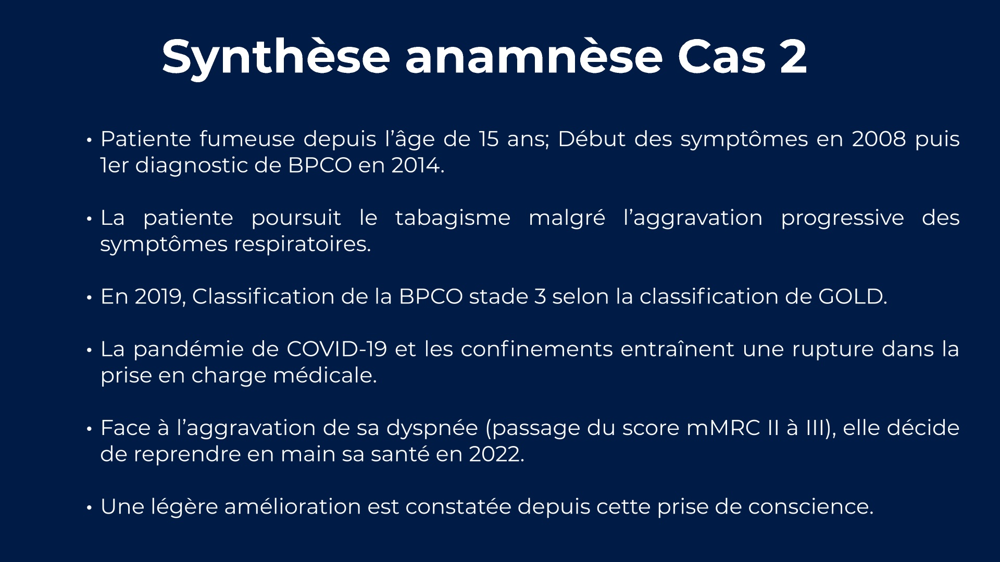 Synthèse anamnèse Cas 2
• Patiente fumeuse depuis l’âge de 15 ans; Début des symptômes en 2008 puis
1er diagnostic de BPCO en 2014.
• La patiente poursuit le tabagisme malgré l’aggravation progressive des
symptômes respiratoires.
• En 2019, Classification de la BPCO stade 3 selon la classification de GOLD.
• La pandémie de COVID-19 et les confinements entraînent une rupture dans la
prise en charge médicale.
• Face à l’aggravation de sa dyspnée (passage du score mMRC II à III), elle décide
de reprendre en main sa santé en 2022.
• Une légère amélioration est constatée depuis cette prise de conscience.